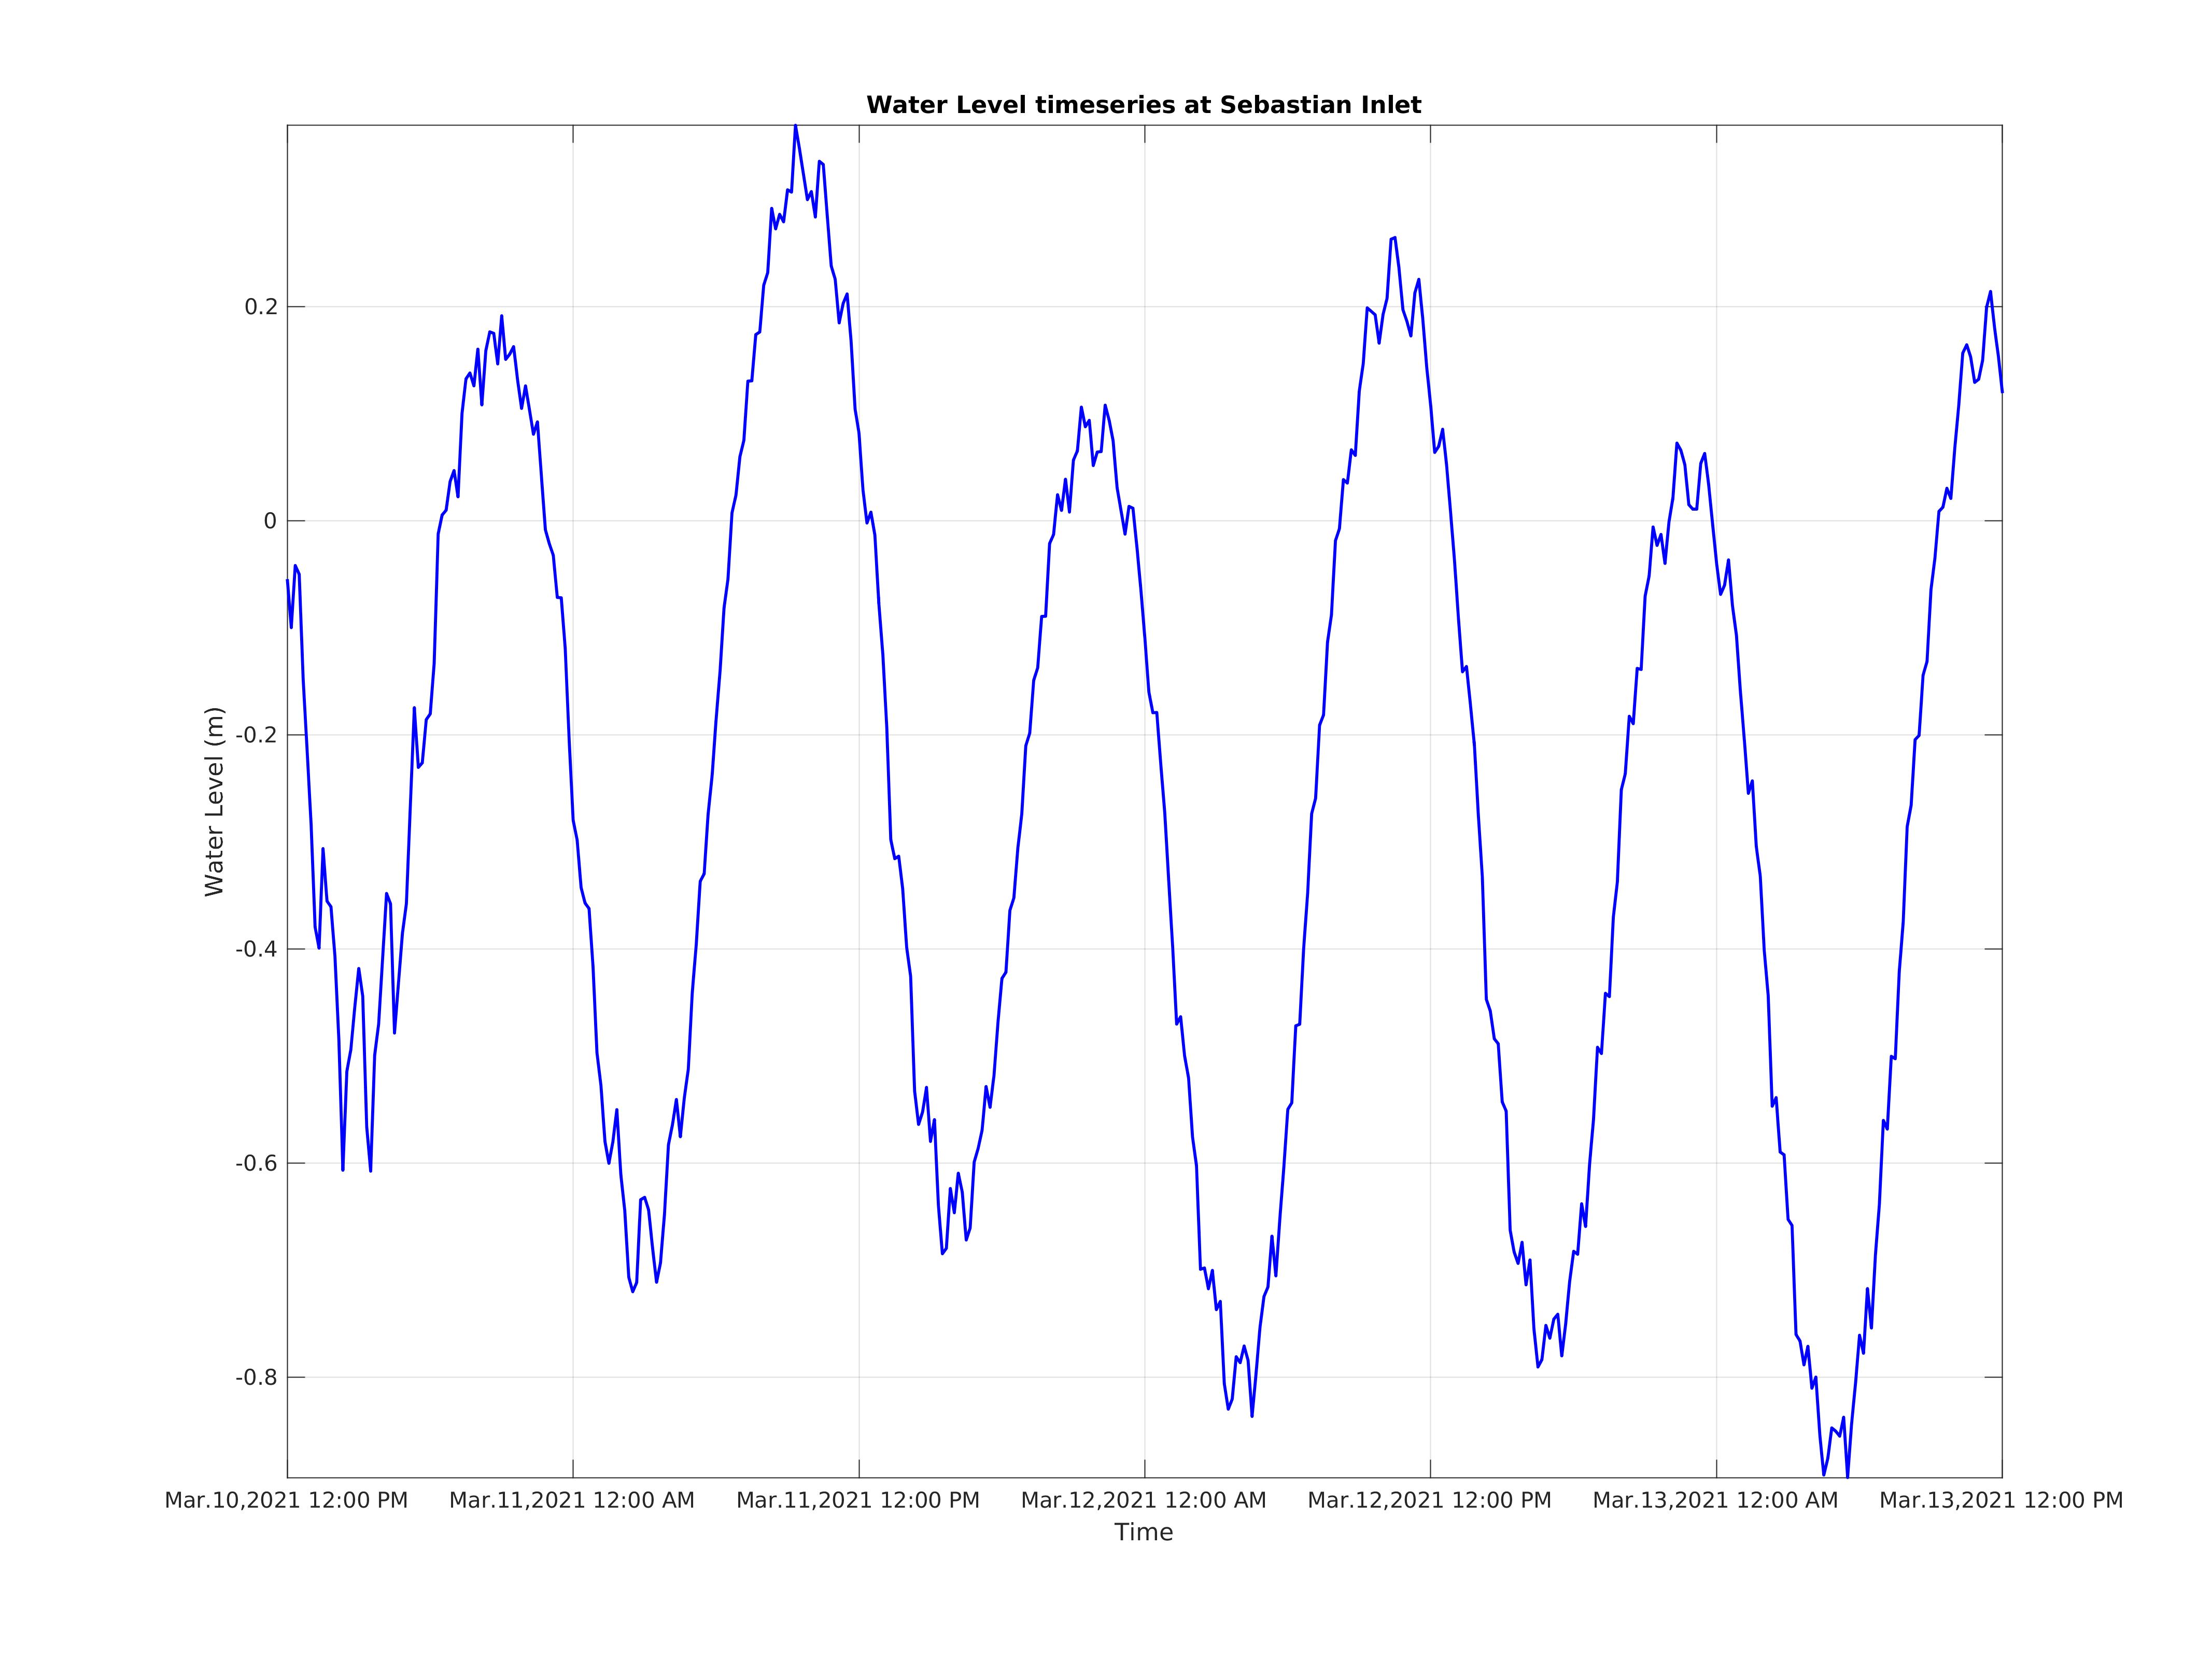 Water Level timeseries at Sebastian Inlet
0.2
0
-0.2
-0.4
-0.6
-0.8
Water Level (m)
Mar.10,2021 12:00 PM
Mar.11,2021 12:00 AM
Mar.11,2021 12:00 PM
Mar.12,2021 12:00 AM
Mar.12,2021 12:00 PM
Mar.13,2021 12:00 AM
Mar.13,2021 12:00 PM
Time